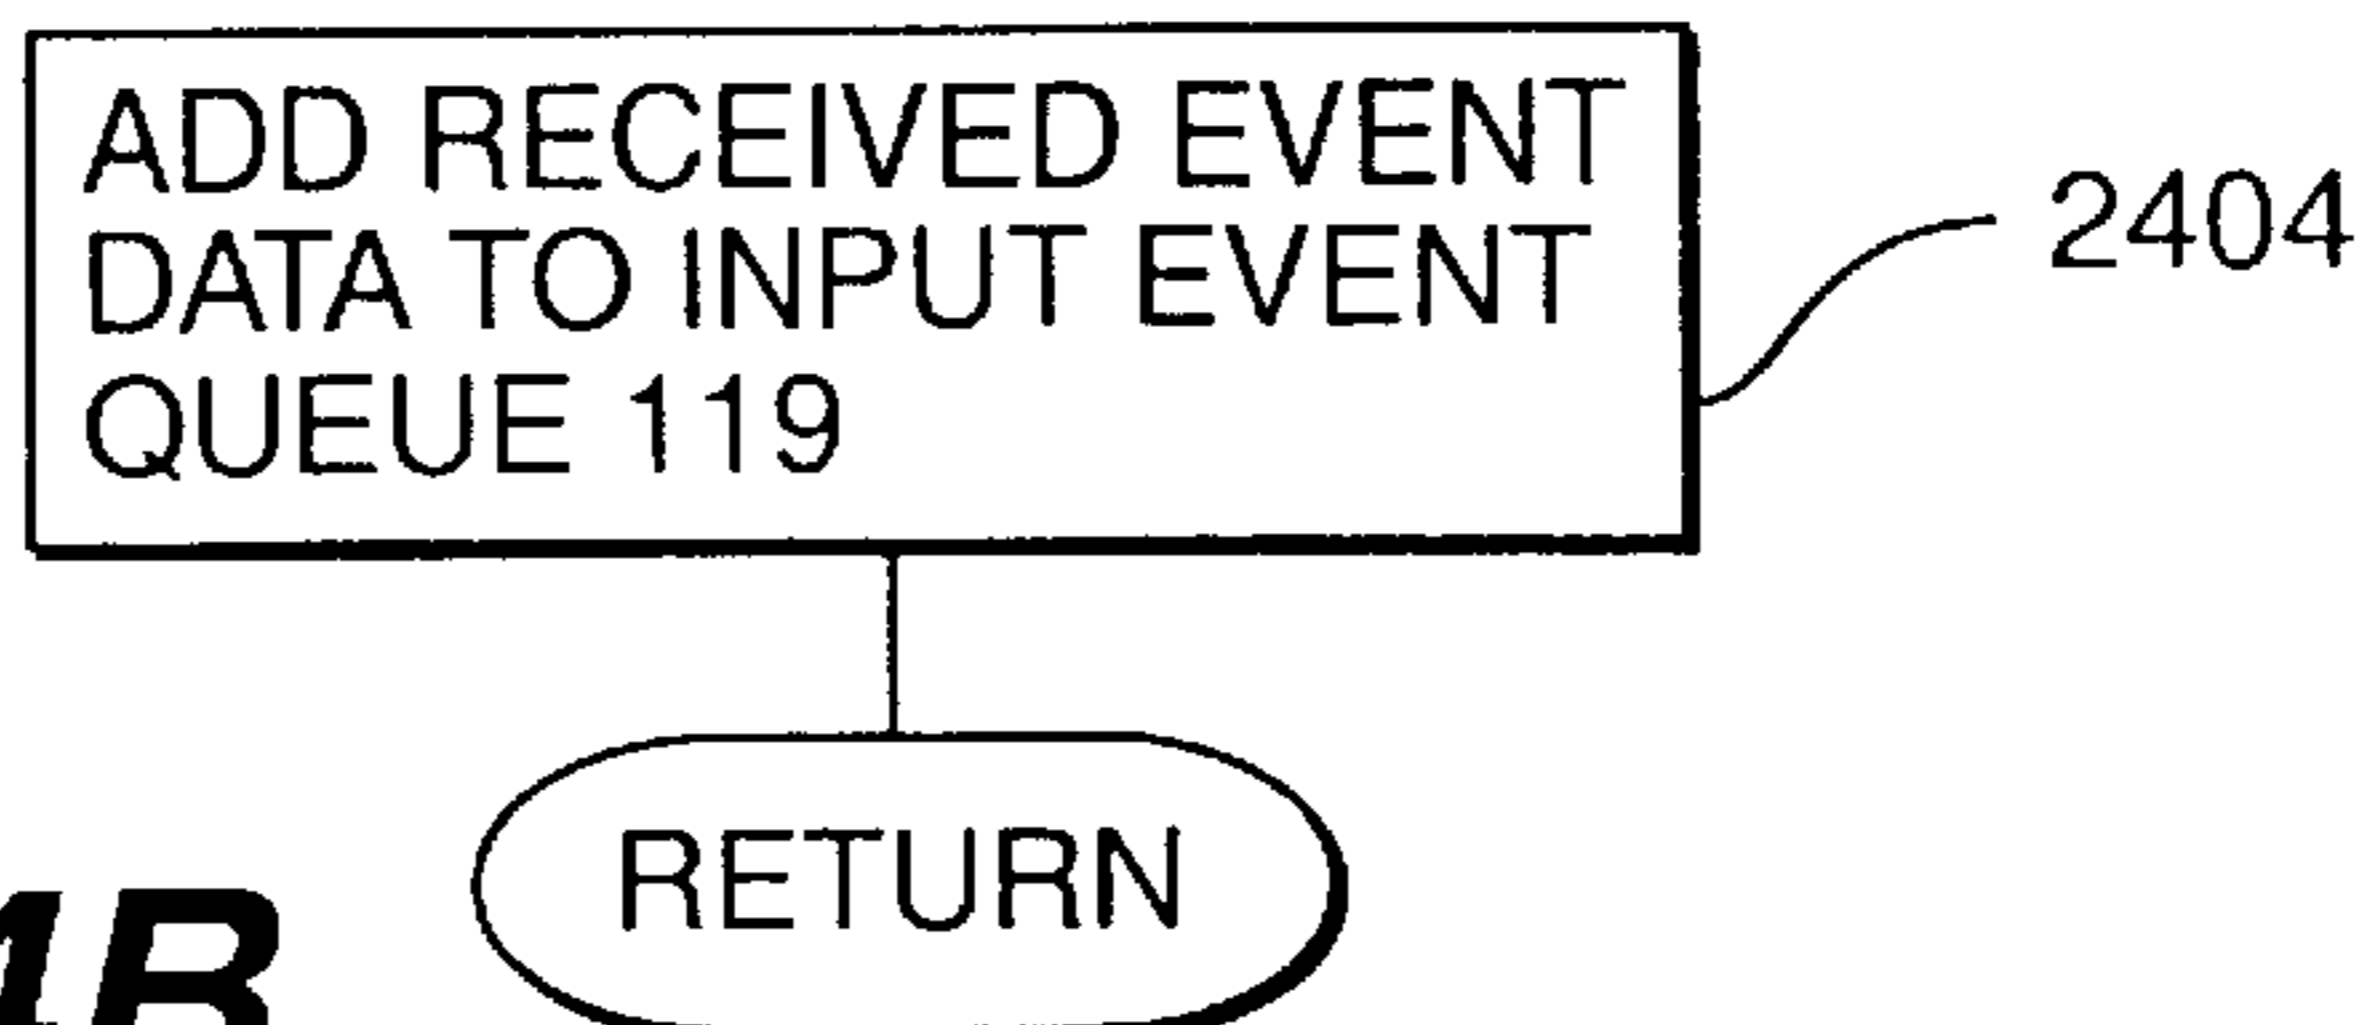 ADD RECEIVED EVENT
DATA TO INPUT EVENT
QUEUE 119
2404
RETURN